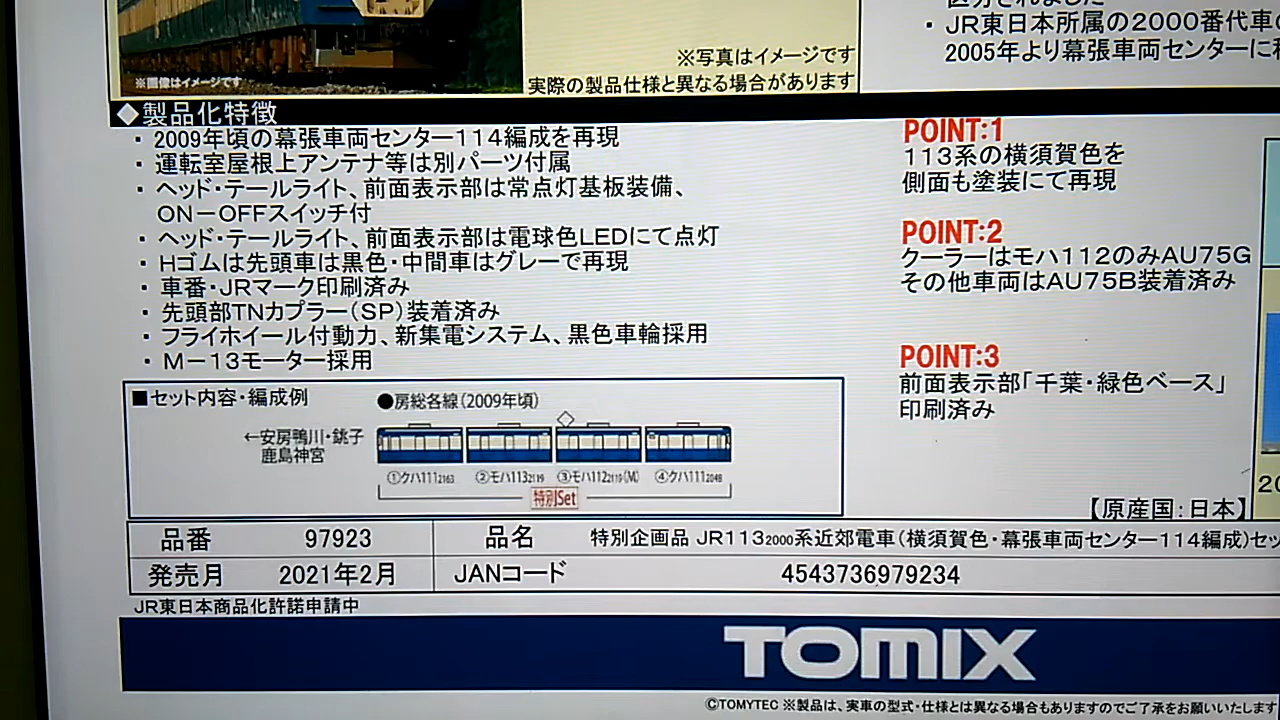 ・JR東日本所属の2000番代車
2005年より幕張車両センターに
※写真はイメージです
※画像はイメージです
実際の製品仕様と異なる場合があります
◆製品化特徴
・2009年頃の幕張車両センター114編成を再現
・運転室屋根上アンテナ等は別パーツ付属
・ヘッド・テールライト、前面表示部は常点灯基板装備、
ON-OFFスイッチ付
・ヘッド・テールライト、前面表示部は電球色LEDにて点灯
・Hゴムは先頭車は黒色・中間車はグレーで再現
・車番・JRマーク印刷済み
・先頭部TNカプラー(SP)装着済み
・フライホイール付動力、新集電システム、黒色車輪採用
・M-13モーター採用
POINT:1
113系の横須賀色を
側面も塗装にて再現
POINT:2
クーラーはモハ112のみAU75G
その他車両はAU75B装着済み
POINT:3
前面表示部「千葉・緑色ベース」
印刷済み
■セット内容・編成例
●房総各線(2009年頃)
←安房鴨川・銚子
鹿島神宮
①クハ1112163 ②モハ1132119 ③モハ1122119(M) ④クハ1112048
特別Set
【原産国:日本】
品番 97923 品名 特別企画品 JR1132000系近郊電車(横須賀色・幕張車両センター114編成)セッ
発売月 2021年2月 JANコード 4543736979234
JR東日本商品化許諾申請中
TOMIX
©TOMYTEC ※製品は、実車の型式・仕様とは異なる場合もありますのでご了承をお願いいたします